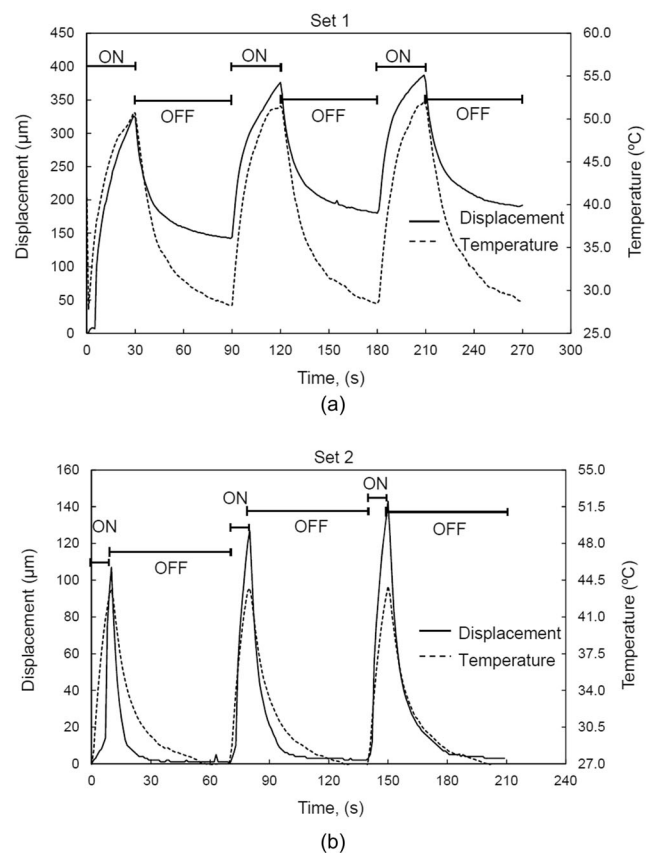 Set 1
450
400
350
300
250
200
150
100
50
0
Displacement (µm)
60.0
55.0
50.0
45.0
40.0
35.0
30.0
25.0
Temperature (ºC)
ON
OFF
ON
OFF
ON
OFF
Displacement
Temperature
0 30 60 90 120 150 180 210 240 270 300
Time, (s)
(a)
Set 2
160
140
120
100
80
60
40
20
0
Displacement (µm)
55.0
51.5
48.0
44.5
41.0
37.5
34.0
30.5
27.0
Temperature (ºC)
ON
OFF
ON
OFF
ON
OFF
Displacement
Temperature
0 30 60 90 120 150 180 210 240
Time, (s)
(b)